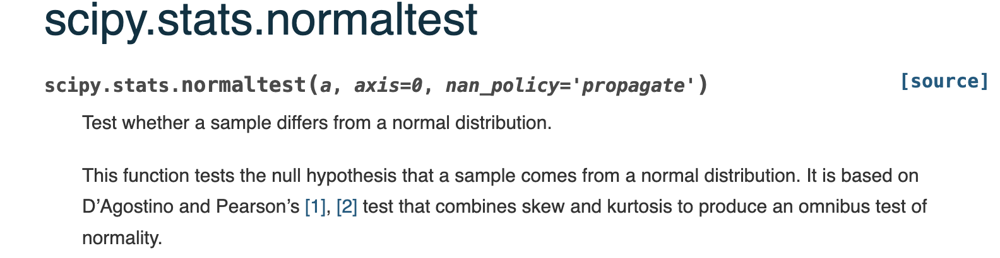 scipy.stats.normaltest
scipy.stats.normaltest(a, axis=0, nan_policy='propagate') [source]
Test whether a sample differs from a normal distribution.
This function tests the null hypothesis that a sample comes from a normal distribution. It is based on
D’Agostino and Pearson’s [1], [2] test that combines skew and kurtosis to produce an omnibus test of
normality.